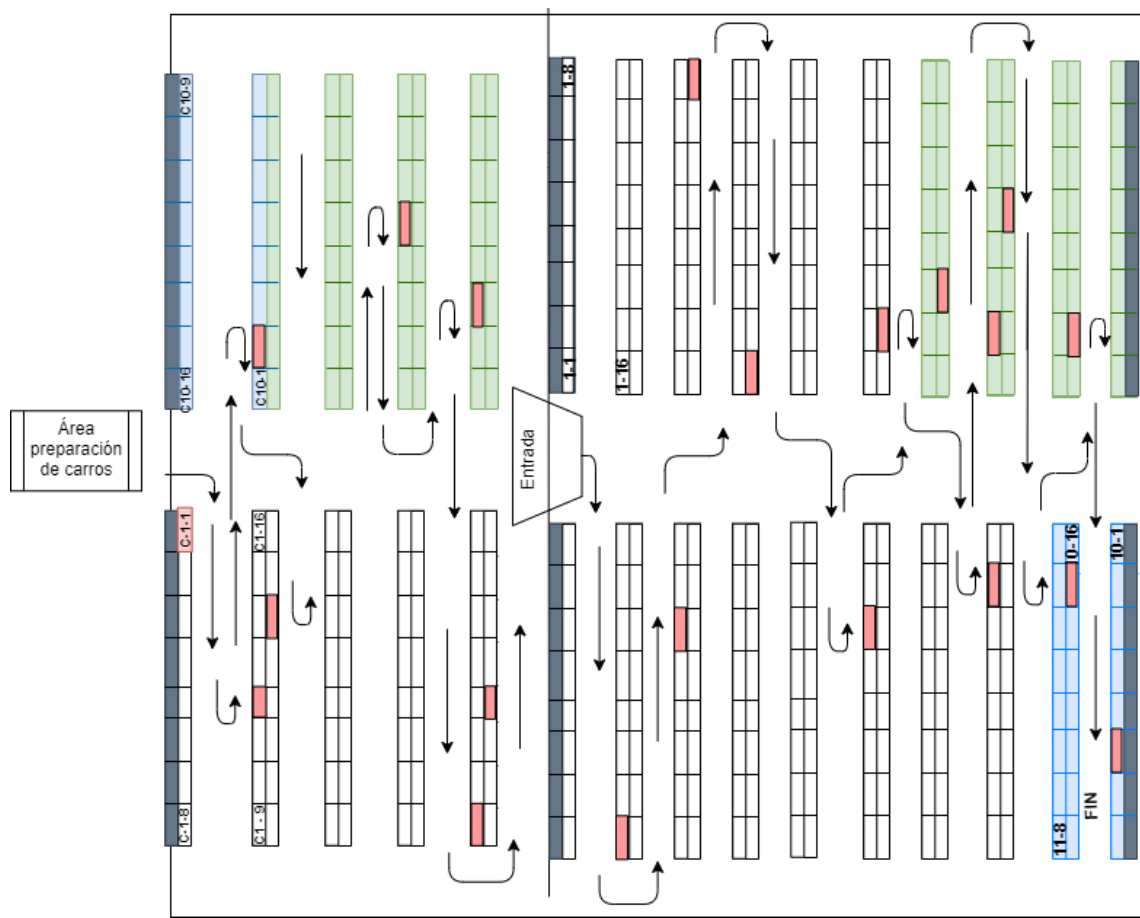 C10-9
1-8
C10-16
C10-1
1-1
1-16
Área
preparación
de carros
Entrada
C-1-1
C1-16
10-16
10-1
C-1-8
C1 - 9
11-8
FIN